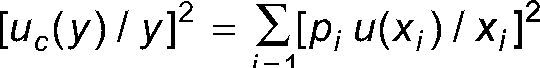 [u_c(y) / y]² = ∑[p_i u(x_i) / x_i]²
i – 1